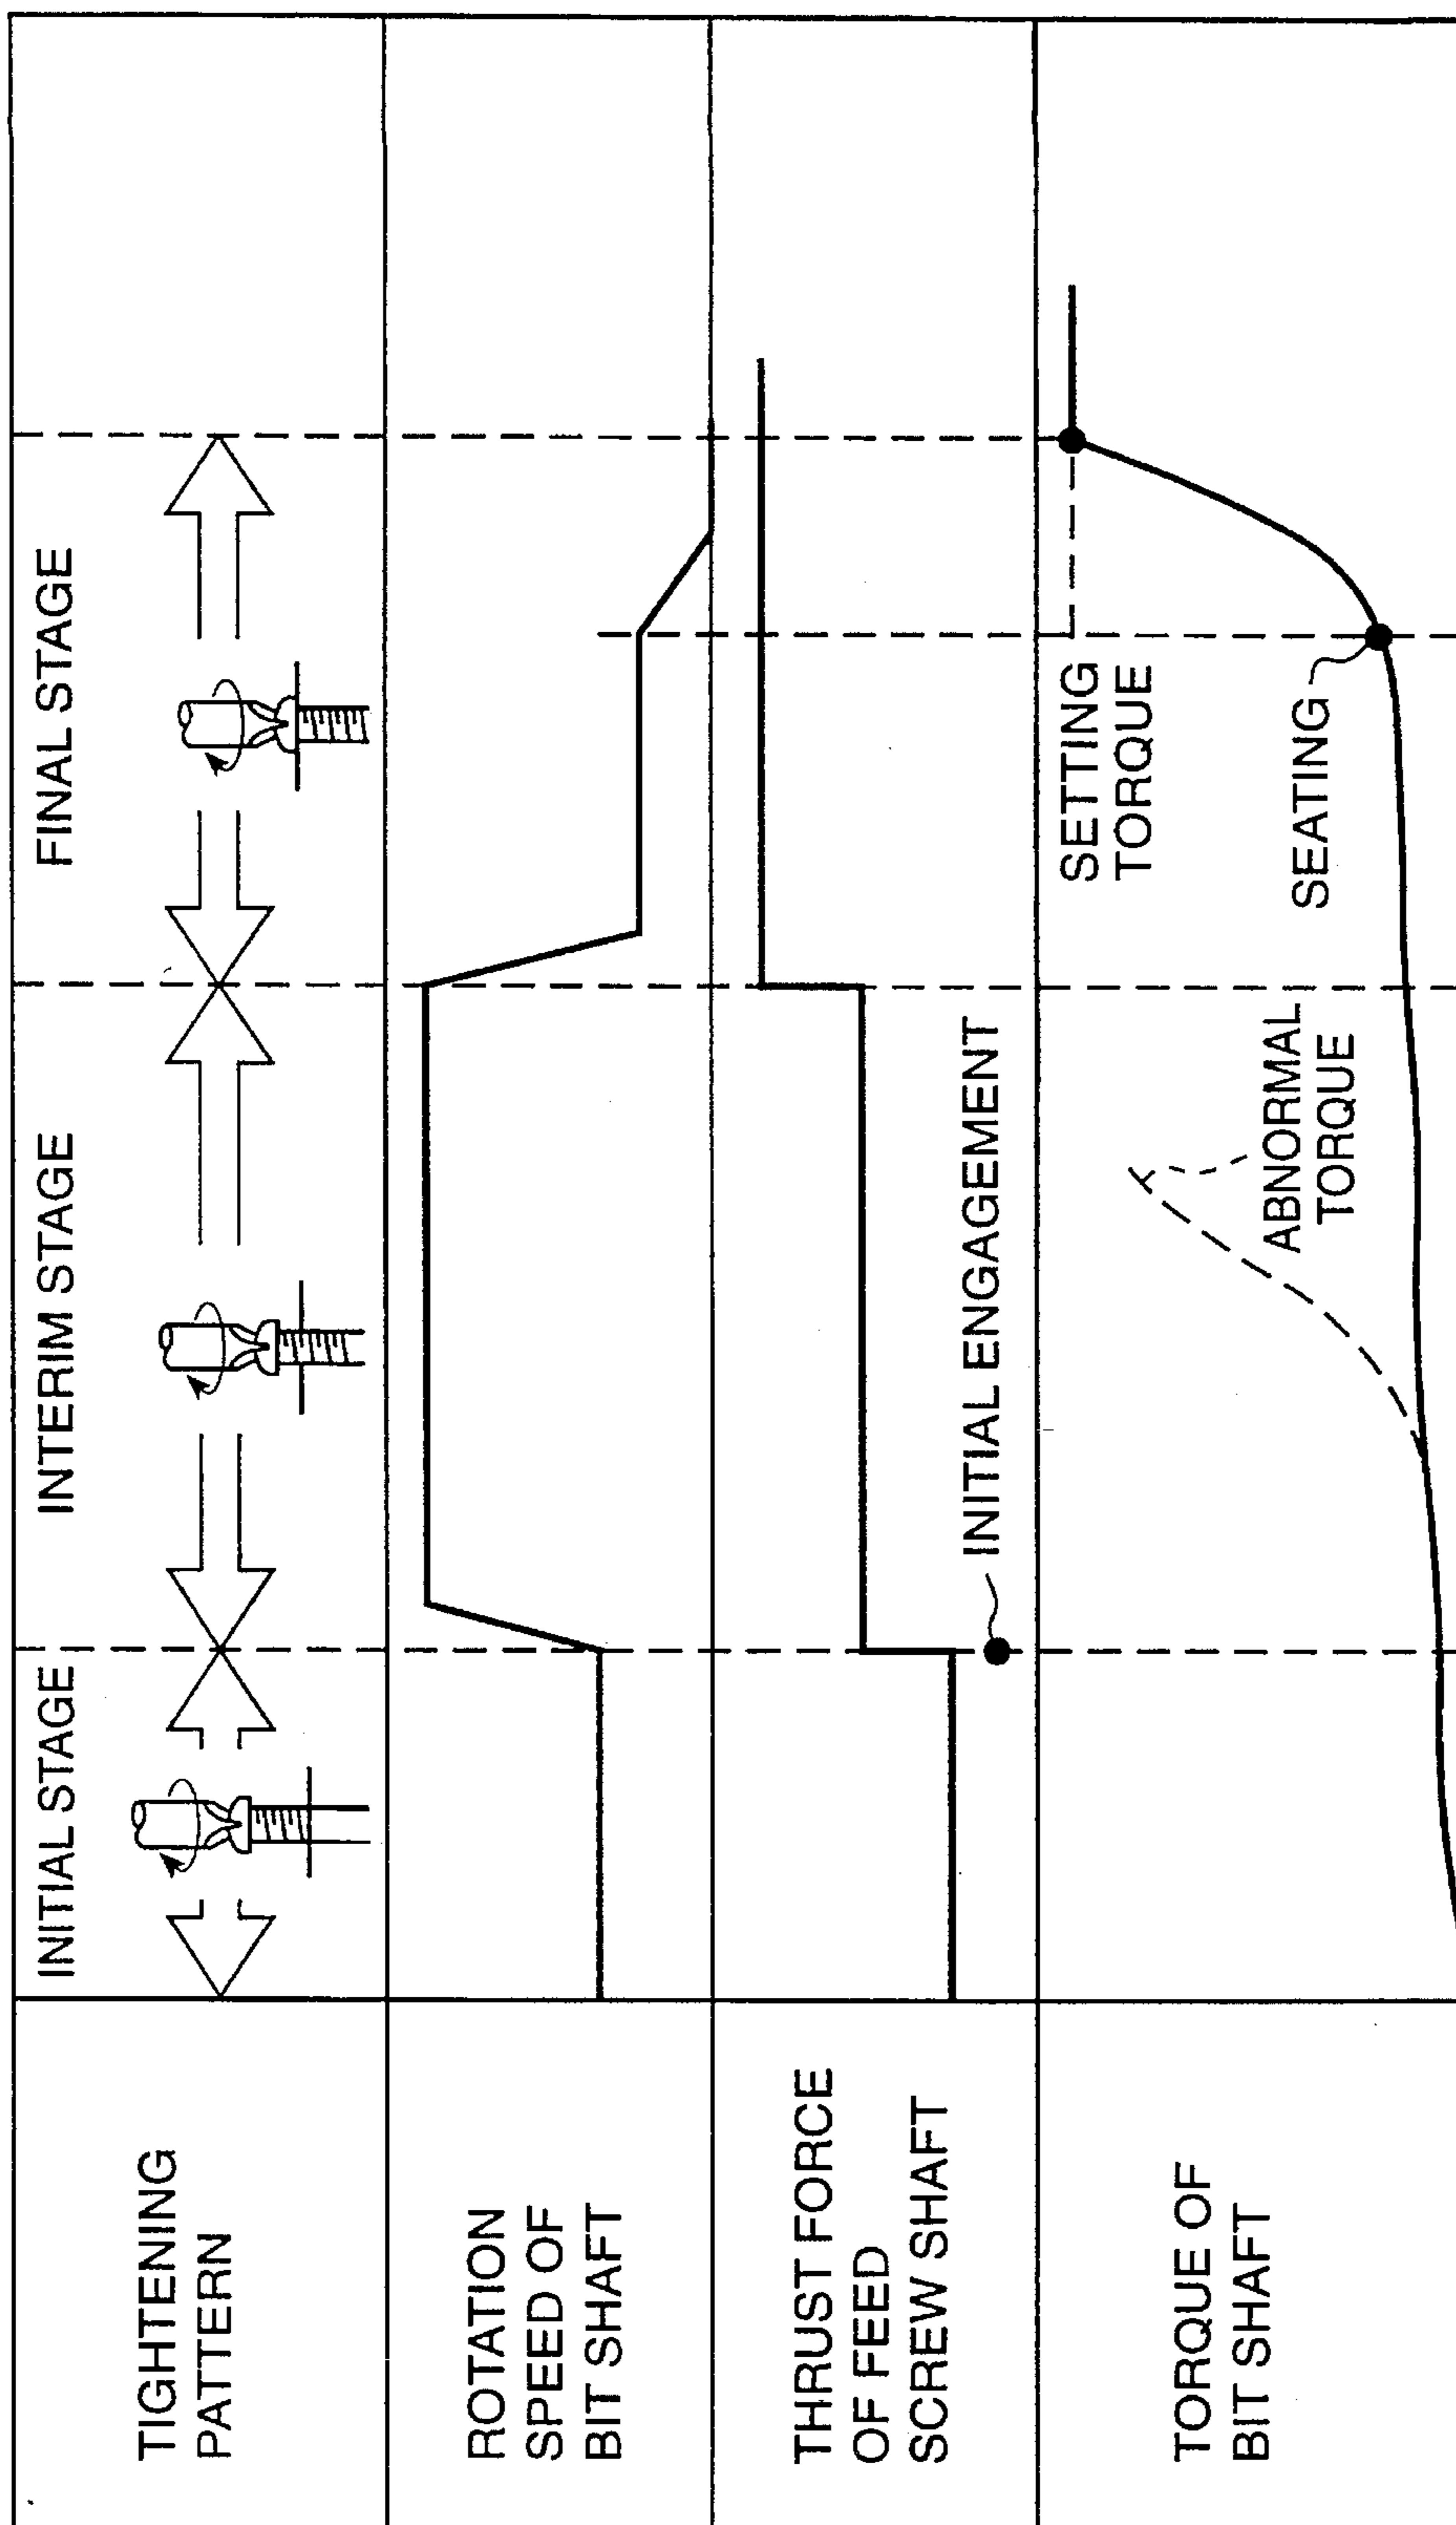 TIGHTENING
PATTERN
INITIAL STAGE
INTERIM STAGE
FINAL STAGE
ROTATION
SPEED OF
BIT SHAFT
THRUST FORCE
OF FEED
SCREW SHAFT
INITIAL ENGAGEMENT
TORQUE OF
BIT SHAFT
ABNORMAL
TORQUE
SETTING
TORQUE
SEATING